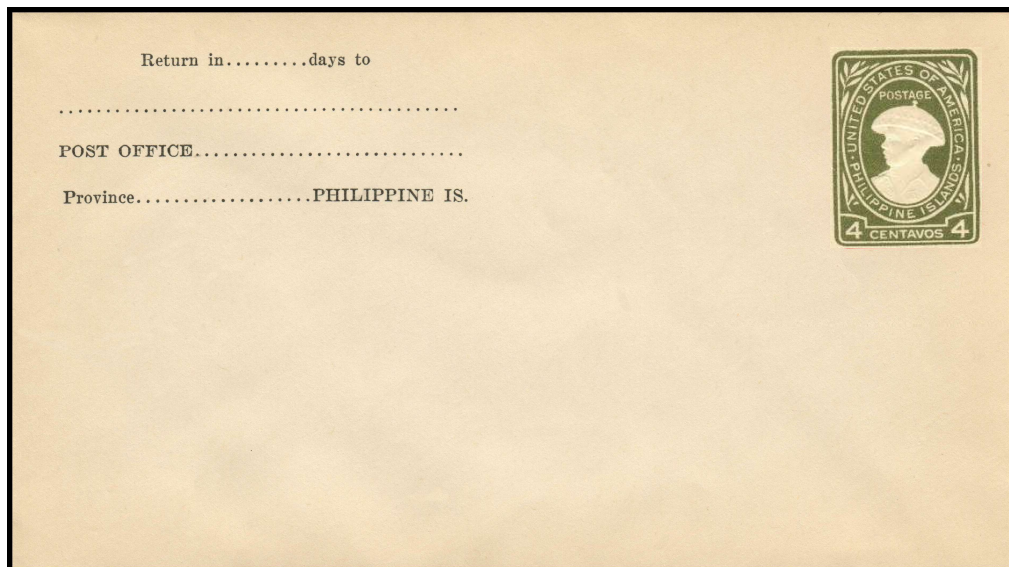 Return in.........days to
..........................................
POST OFFICE............................
Province...................PHILIPPINE IS.
· UNITED STATES OF AMERICA ·
POSTAGE
PHILIPPINE ISLANDS
4 CENTAVOS 4